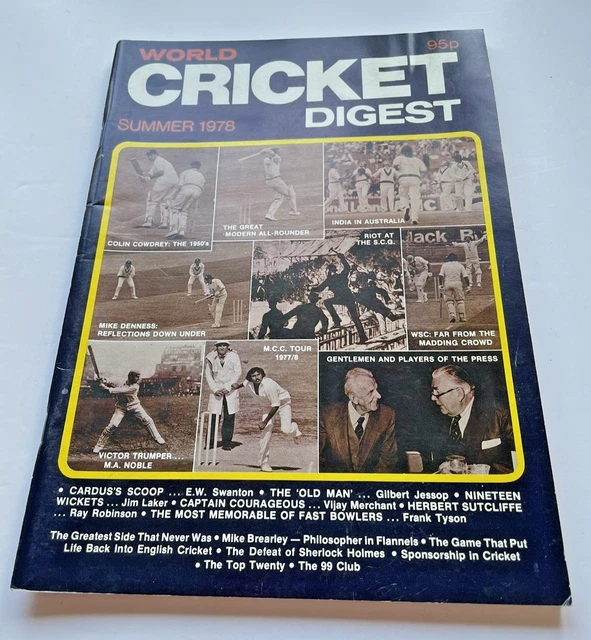 WORLD
95p
CRICKET
DIGEST
SUMMER 1978
COLIN COWDREY: THE 1950's
THE GREAT
MODERN ALL-ROUNDER
INDIA IN AUSTRALIA
MIKE DENNESS:
REFLECTIONS DOWN UNDER
RIOT AT
THE S.C.G.
WSC: FAR FROM THE
MADDING CROWD
VICTOR TRUMPER...
M.A. NOBLE
M.C.C. TOUR
1977/8
GENTLEMEN AND PLAYERS OF THE PRESS
• CARDUS'S SCOOP ... E.W. Swanton • THE 'OLD MAN' ... Gilbert Jessop • NINETEEN
WICKETS ... Jim Laker • CAPTAIN COURAGEOUS ... Vijay Merchant • HERBERT SUTCLIFFE
... Ray Robinson • THE MOST MEMORABLE OF FAST BOWLERS ... Frank Tyson
The Greatest Side That Never Was • Mike Brearley — Philosopher in Flannels • The Game That Put
Life Back Into English Cricket • The Defeat of Sherlock Holmes • Sponsorship in Cricket
• The Top Twenty • The 99 Club